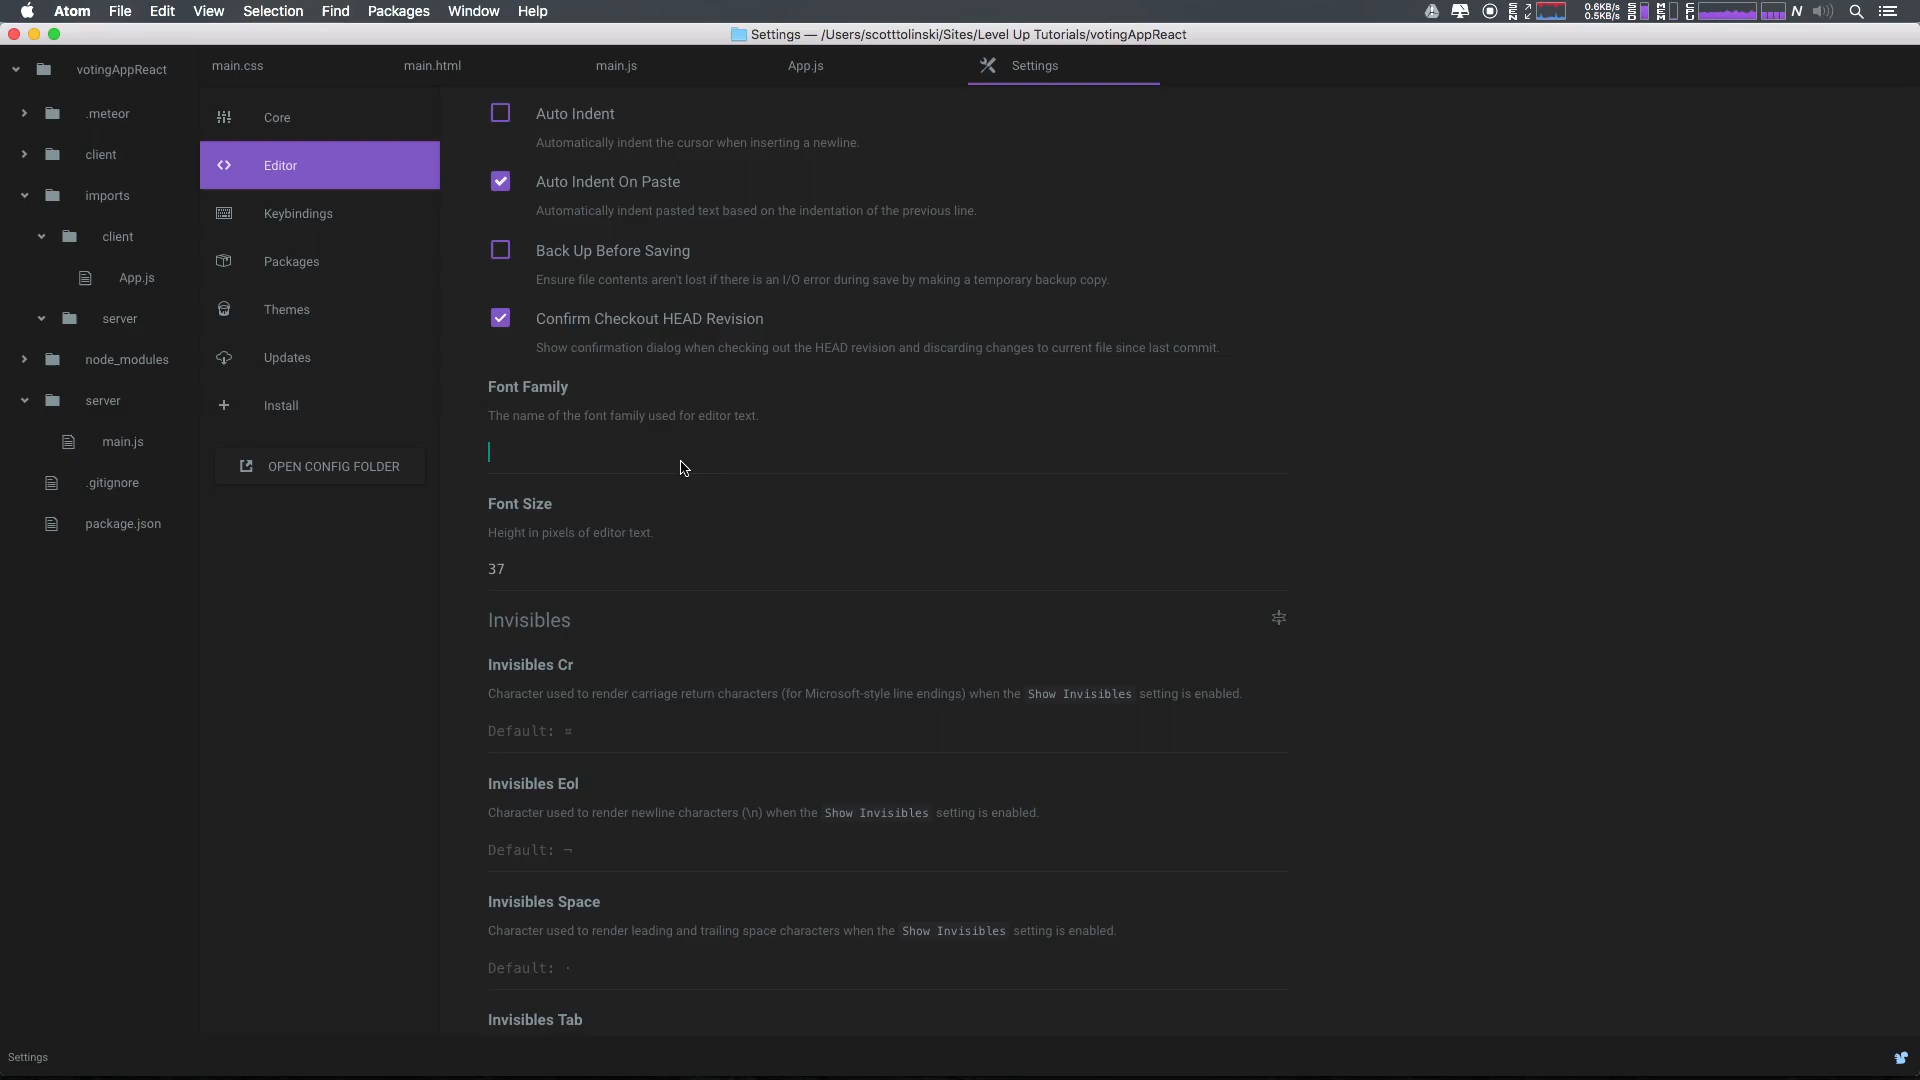 Atom File Edit View Selection Find Packages Window Help
0.6KB/s
0.5KB/s
SEN
SSD
MEM
CPU
Settings — /Users/scotttolinski/Sites/Level Up Tutorials/votingAppReact
votingAppReact
.meteor
client
imports
client
App.js
server
node_modules
server
main.js
.gitignore
package.json
main.css main.html main.js App.js Settings
Core
Editor
Keybindings
Packages
Themes
Updates
Install
OPEN CONFIG FOLDER
Auto Indent
Automatically indent the cursor when inserting a newline.
Auto Indent On Paste
Automatically indent pasted text based on the indentation of the previous line.
Back Up Before Saving
Ensure file contents aren't lost if there is an I/O error during save by making a temporary backup copy.
Confirm Checkout HEAD Revision
Show confirmation dialog when checking out the HEAD revision and discarding changes to current file since last commit.
Font Family
The name of the font family used for editor text.
Font Size
Height in pixels of editor text.
37
Invisibles
Invisibles Cr
Character used to render carriage return characters (for Microsoft-style line endings) when the Show Invisibles setting is enabled.
Default: ¤
Invisibles Eol
Character used to render newline characters (\n) when the Show Invisibles setting is enabled.
Default: ¬
Invisibles Space
Character used to render leading and trailing space characters when the Show Invisibles setting is enabled.
Default: ·
Invisibles Tab
Settings